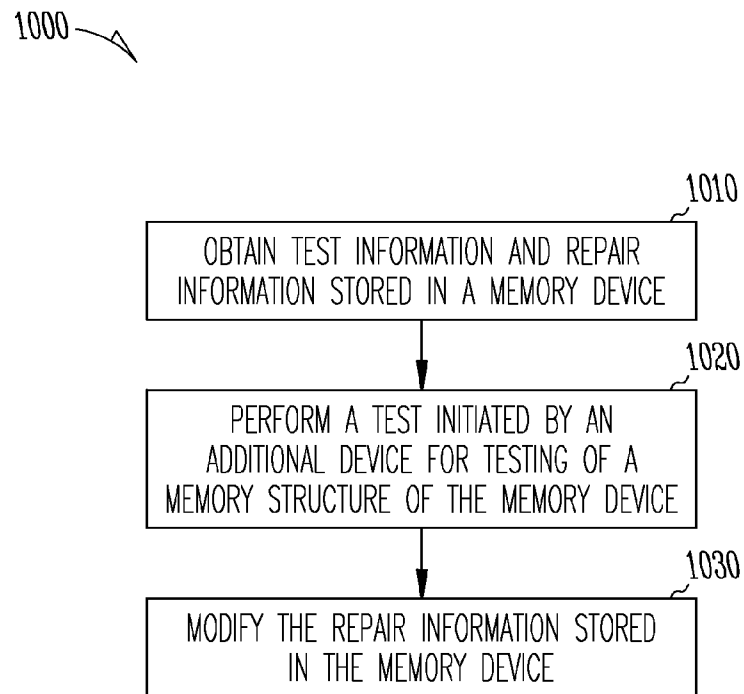 1000
1010
OBTAIN TEST INFORMATION AND REPAIR
INFORMATION STORED IN A MEMORY DEVICE
1020
PERFORM A TEST INITIATED BY AN
ADDITIONAL DEVICE FOR TESTING OF A
MEMORY STRUCTURE OF THE MEMORY DEVICE
1030
MODIFY THE REPAIR INFORMATION STORED
IN THE MEMORY DEVICE